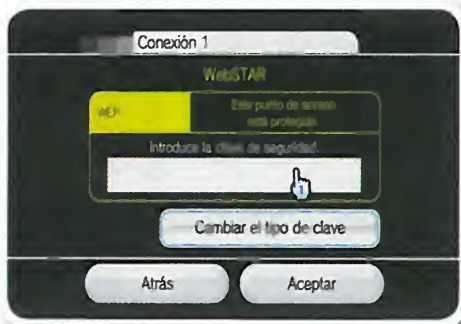 Conexión 1
WebSTAR
WEP
Este punto de acceso
está protegido.
Introduce la clave de seguridad.
1
Cambiar el tipo de clave
Atrás
Aceptar